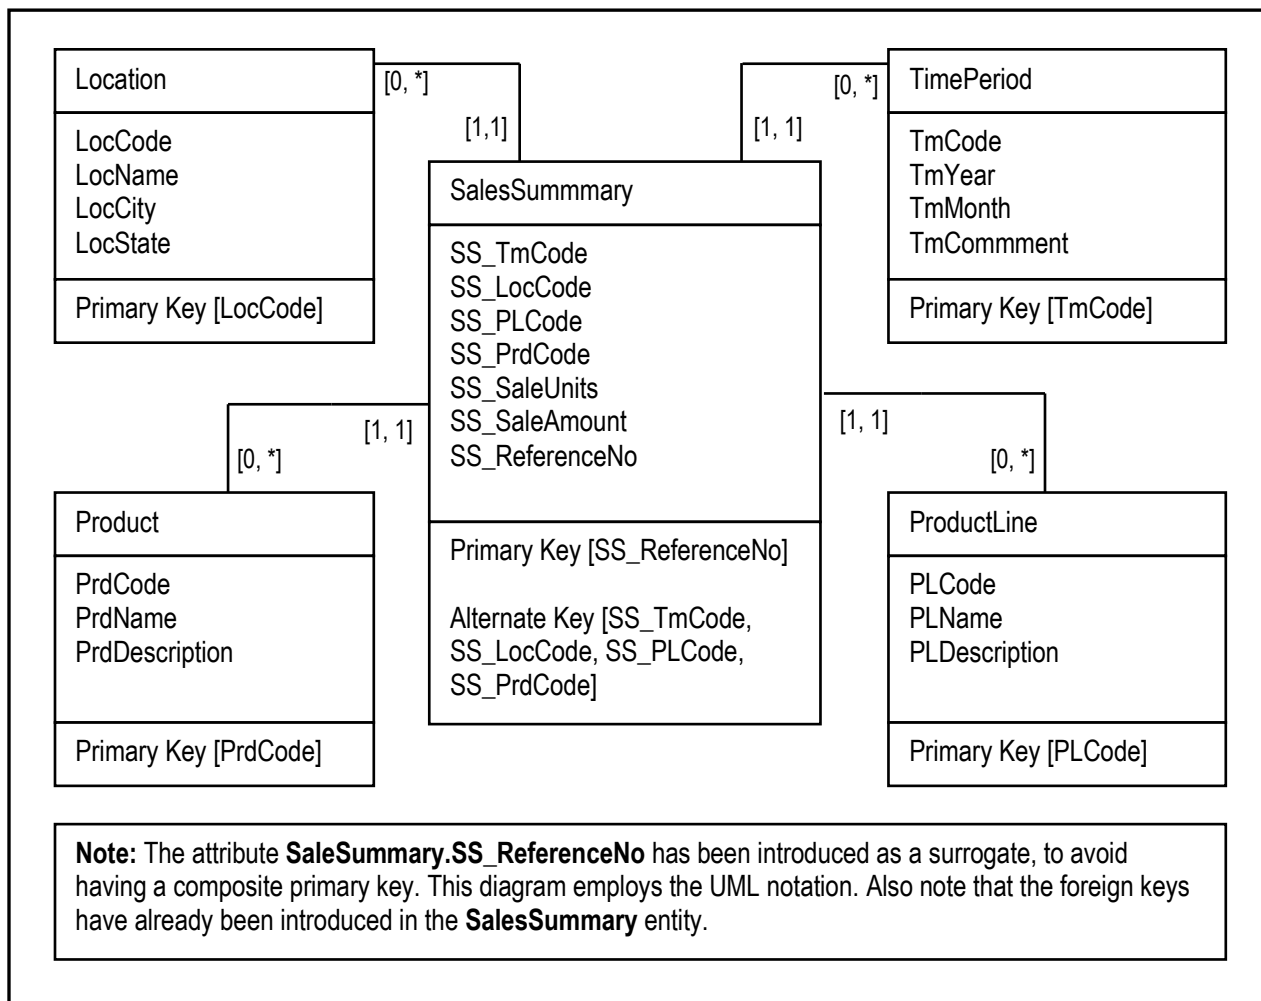 Location
LocCode
LocName
LocCity
LocState
Primary Key [LocCode]
[0, *]
[1,1]
[0, *]
[1, 1]
TimePeriod
TmCode
TmYear
TmMonth
TmCommment
Primary Key [TmCode]
SalesSummmary
SS_TmCode
SS_LocCode
SS_PLCode
SS_PrdCode
SS_SaleUnits
SS_SaleAmount
SS_ReferenceNo
Primary Key [SS_ReferenceNo]
Alternate Key [SS_TmCode,
SS_LocCode, SS_PLCode,
SS_PrdCode]
[1, 1]
[0, *]
[1, 1]
[0, *]
Product
PrdCode
PrdName
PrdDescription
Primary Key [PrdCode]
ProductLine
PLCode
PLName
PLDescription
Primary Key [PLCode]
Note: The attribute SaleSummary.SS_ReferenceNo has been introduced as a surrogate, to avoid
having a composite primary key. This diagram employs the UML notation. Also note that the foreign keys
have already been introduced in the SalesSummary entity.